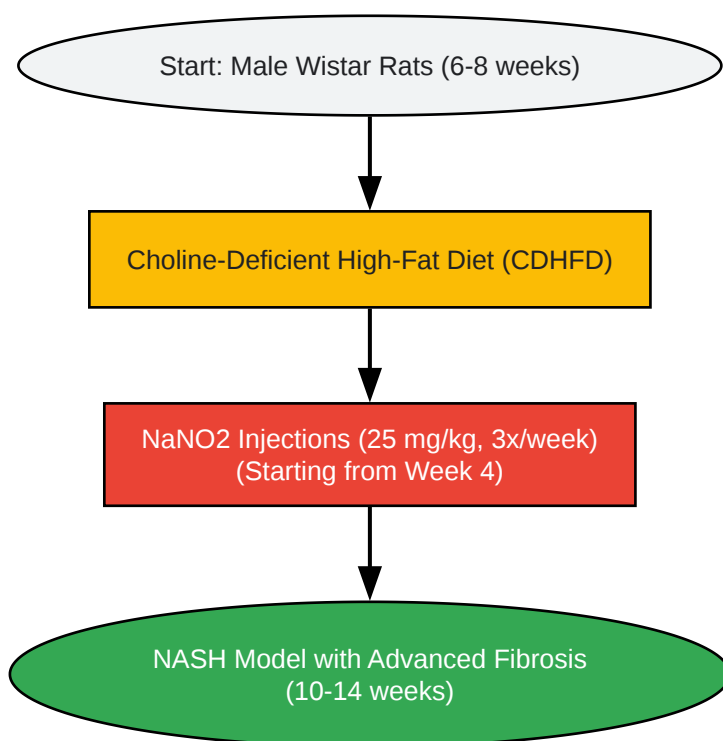 Start: Male Wistar Rats (6-8 weeks)
Choline-Deficient High-Fat Diet (CDHFD)
NaNO2 Injections (25 mg/kg, 3x/week)
(Starting from Week 4)
NASH Model with Advanced Fibrosis
(10-14 weeks)